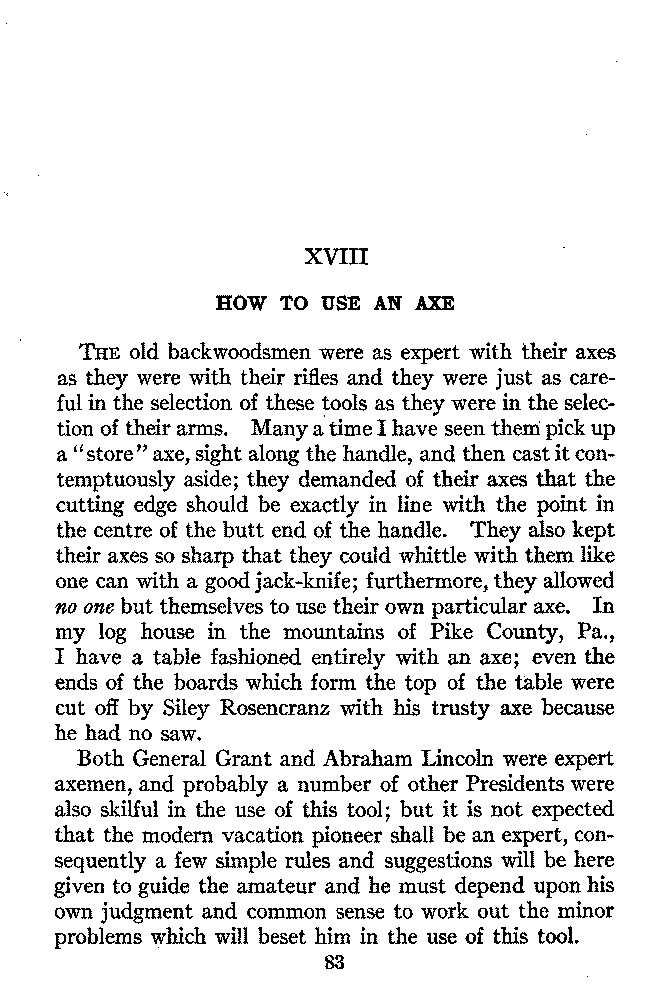 XVIII
HOW TO USE AN AXE
THE old backwoodsmen were as expert with their axes
as they were with their rifles and they were just as care-
ful in the selection of these tools as they were in the selec-
tion of their arms. Many a time I have seen them pick up
a "store" axe, sight along the handle, and then cast it con-
temptuously aside; they demanded of their axes that the
cutting edge should be exactly in line with the point in
the centre of the butt end of the handle. They also kept
their axes so sharp that they could whittle with them like
one can with a good jack-knife; furthermore, they allowed
no one but themselves to use their own particular axe. In
my log house in the mountains of Pike County, Pa.,
I have a table fashioned entirely with an axe; even the
ends of the boards which form the top of the table were
cut off by Siley Rosencranz with his trusty axe because
he had no saw.
Both General Grant and Abraham Lincoln were expert
axemen, and probably a number of other Presidents were
also skilful in the use of this tool; but it is not expected
that the modern vacation pioneer shall be an expert, con-
sequently a few simple rules and suggestions will be here
given to guide the amateur and he must depend upon his
own judgment and common sense to work out the minor
problems which will beset him in the use of this tool.
83